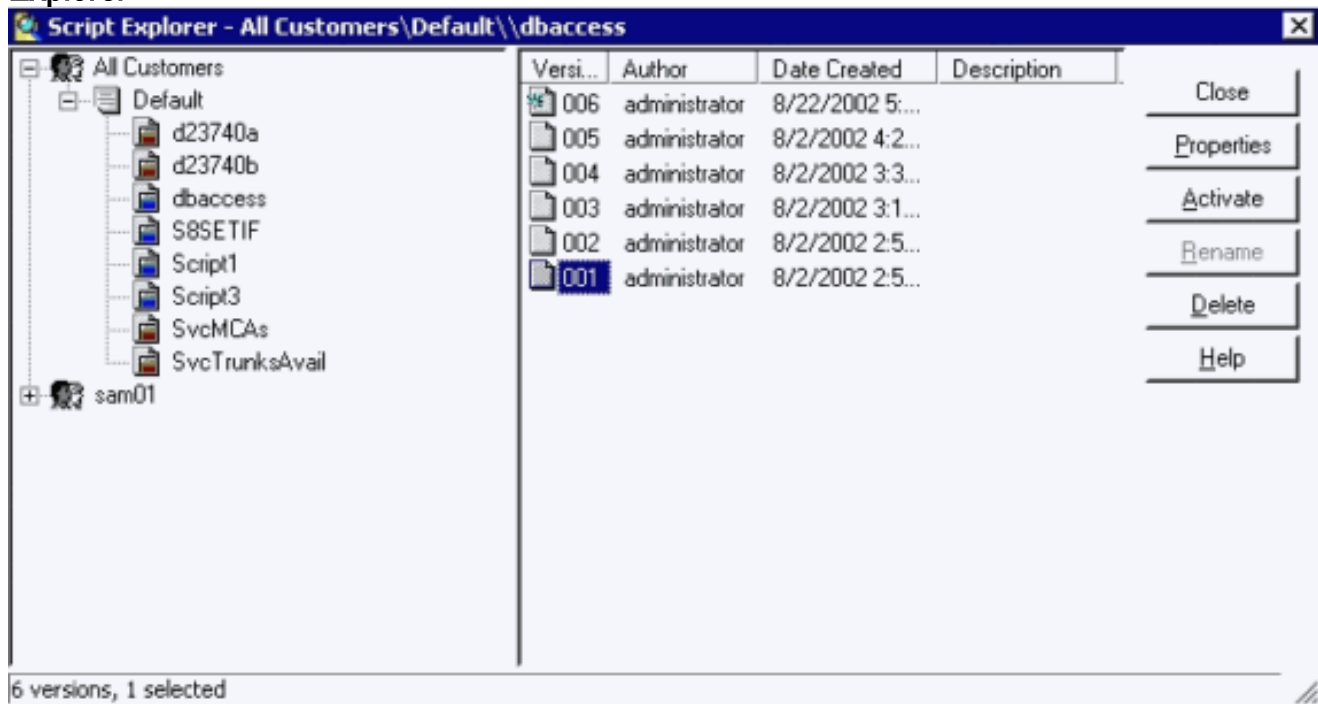 Script Explorer - All Customers\Default\\dbaccess
All Customers
Default
d23740a
d23740b
dbaccess
S8SETIF
Script1
Script3
SvcMCAs
SvcTrunksAvail
sam01
Versi... Author Date Created Description
006 administrator 8/22/2002 5:...
005 administrator 8/2/2002 4:2...
004 administrator 8/2/2002 3:3...
003 administrator 8/2/2002 3:1...
002 administrator 8/2/2002 2:5...
001 administrator 8/2/2002 2:5...
Close
Properties
Activate
Rename
Delete
Help
6 versions, 1 selected